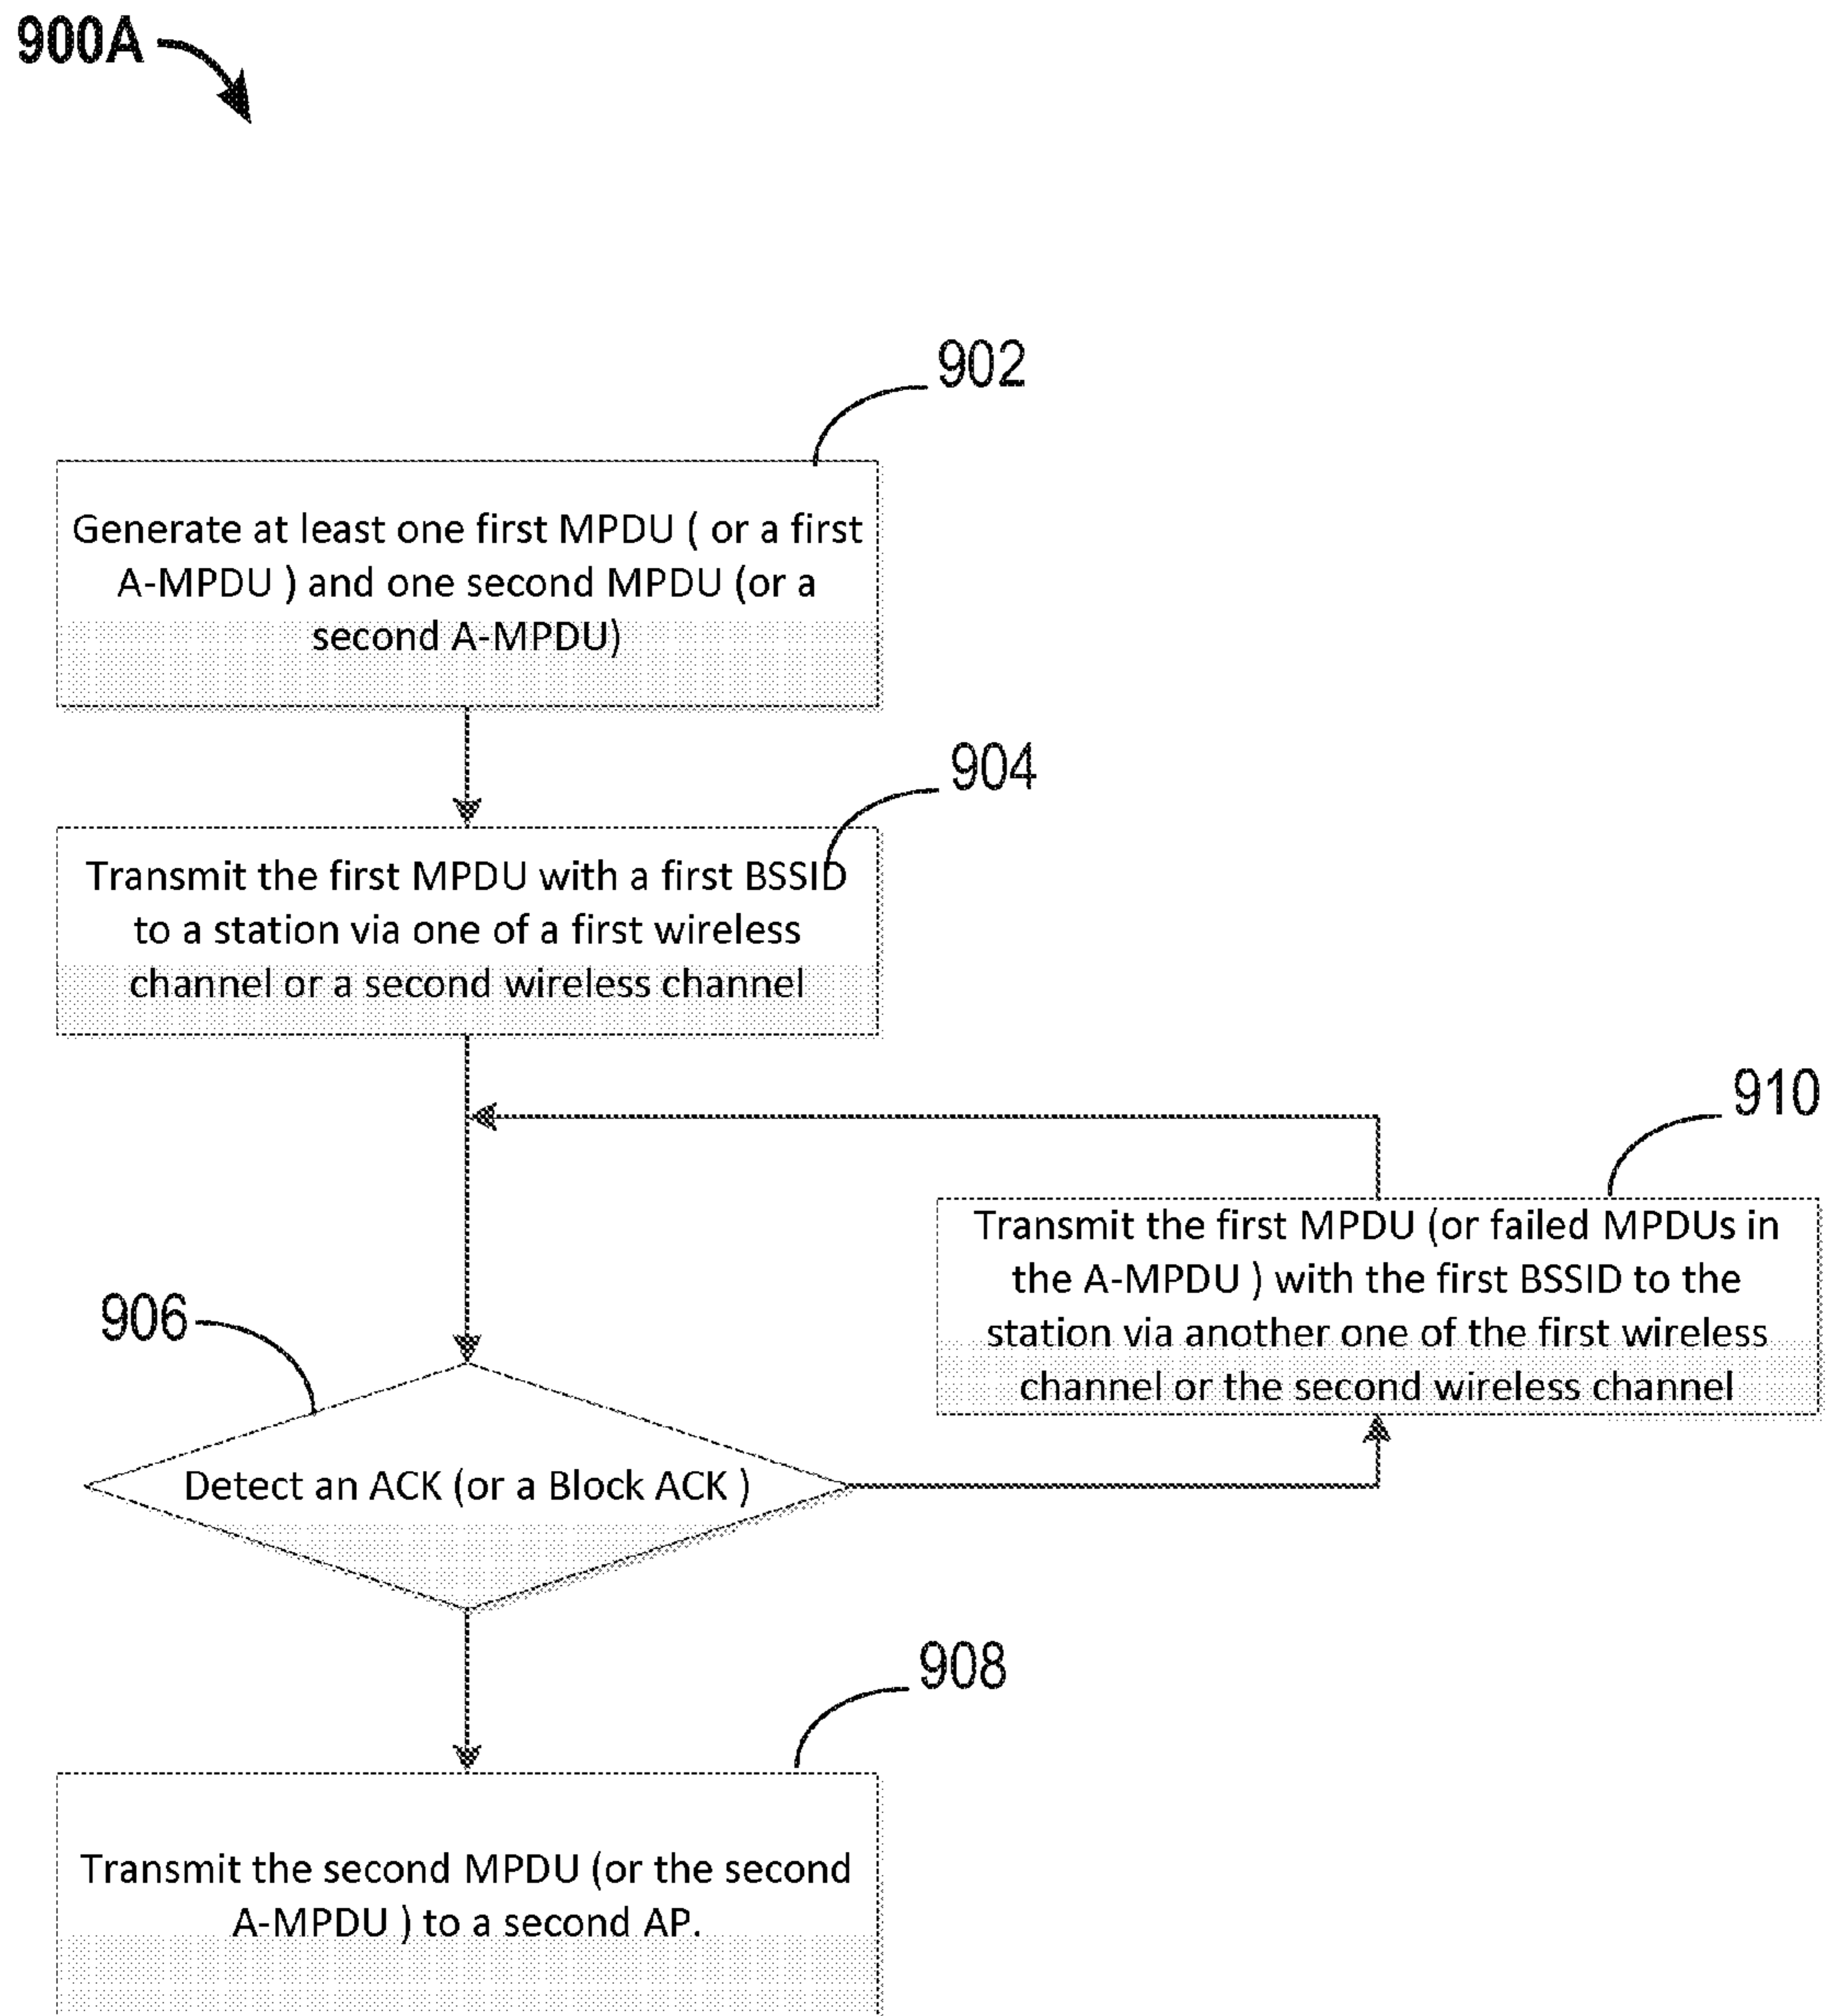 900A
902
Generate at least one first MPDU ( or a first
A-MPDU ) and one second MPDU (or a
second A-MPDU)
904
Transmit the first MPDU with a first BSSID
to a station via one of a first wireless
channel or a second wireless channel
910
Transmit the first MPDU (or failed MPDUs in
the A-MPDU ) with the first BSSID to the
station via another one of the first wireless
channel or the second wireless channel
906
Detect an ACK (or a Block ACK )
908
Transmit the second MPDU (or the second
A-MPDU ) to a second AP.